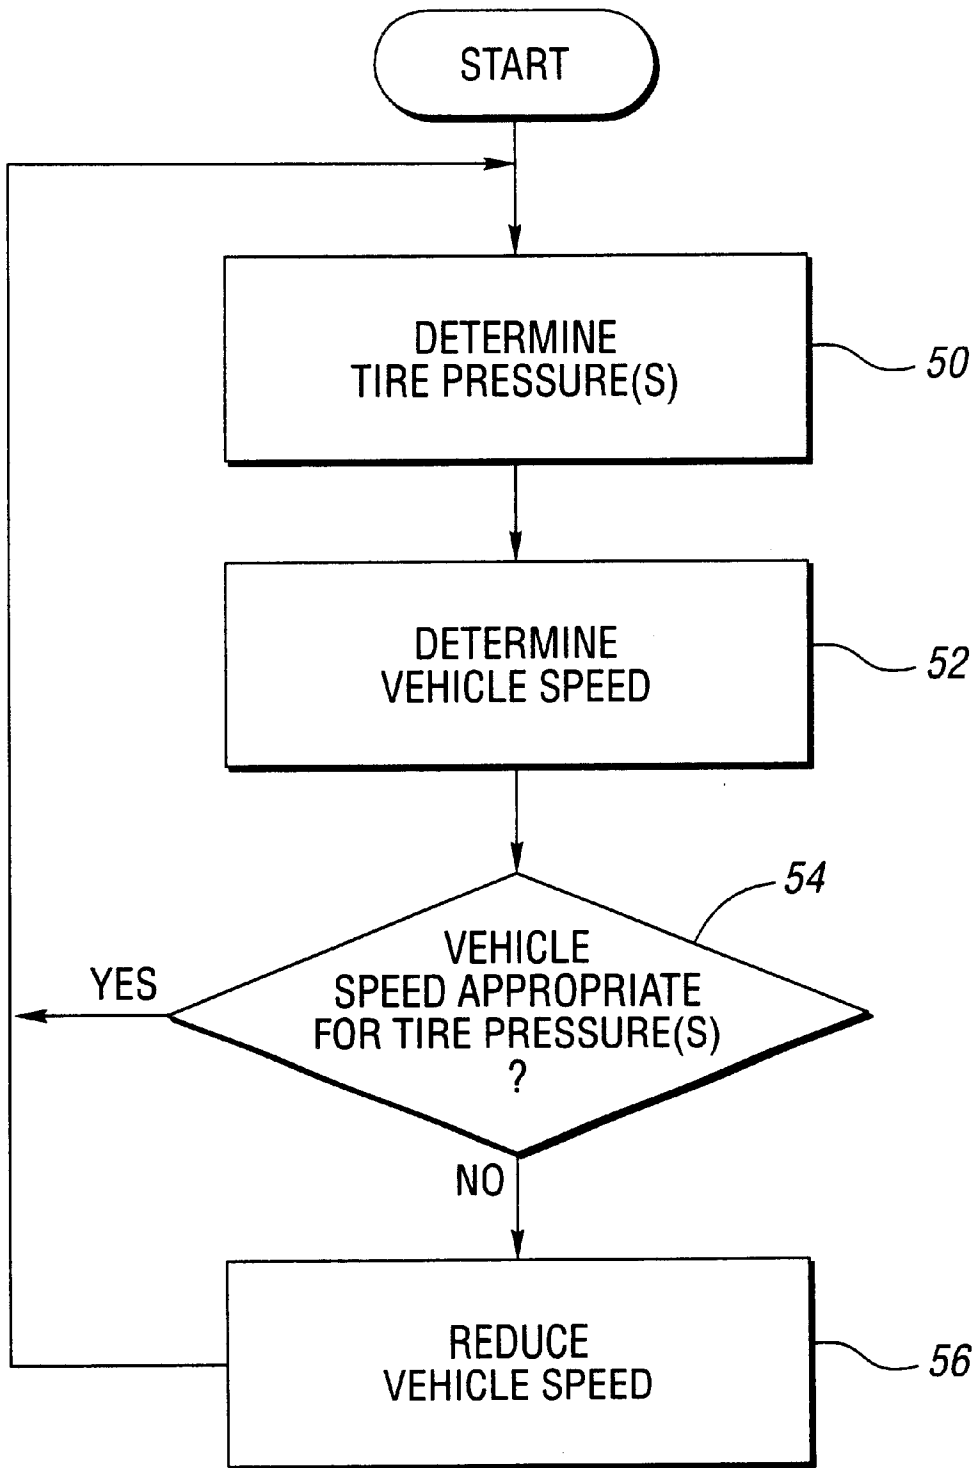 START
DETERMINE
TIRE PRESSURE(S)
50
DETERMINE
VEHICLE SPEED
52
54
VEHICLE
SPEED APPROPRIATE
FOR TIRE PRESSURE(S)
?
YES
NO
REDUCE
VEHICLE SPEED
56